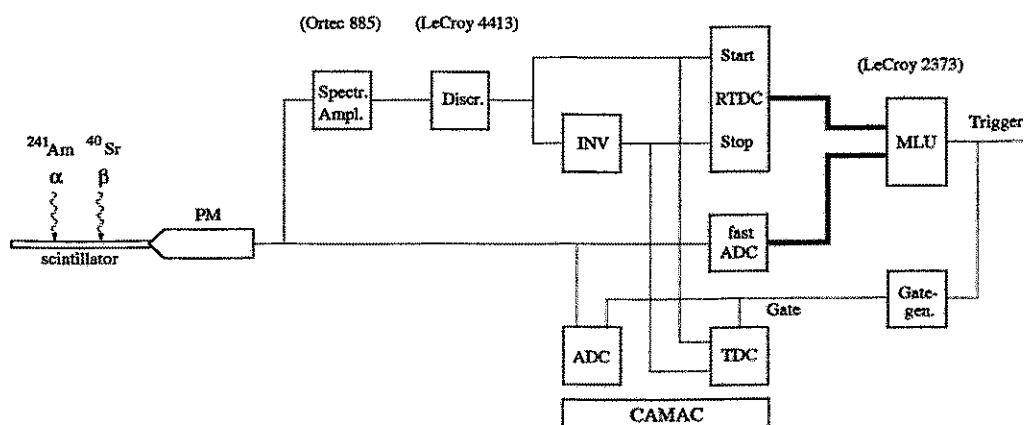 (Ortec 885) (LeCroy 4413)
Start
(LeCroy 2373)
Spectr.
Ampl.
Discr.
RTDC
Trigger
241Am 40Sr
INV
Stop
MLU
α β
PM
fast
ADC
scintillator
Gate-
gen.
Gate
ADC
TDC
CAMAC